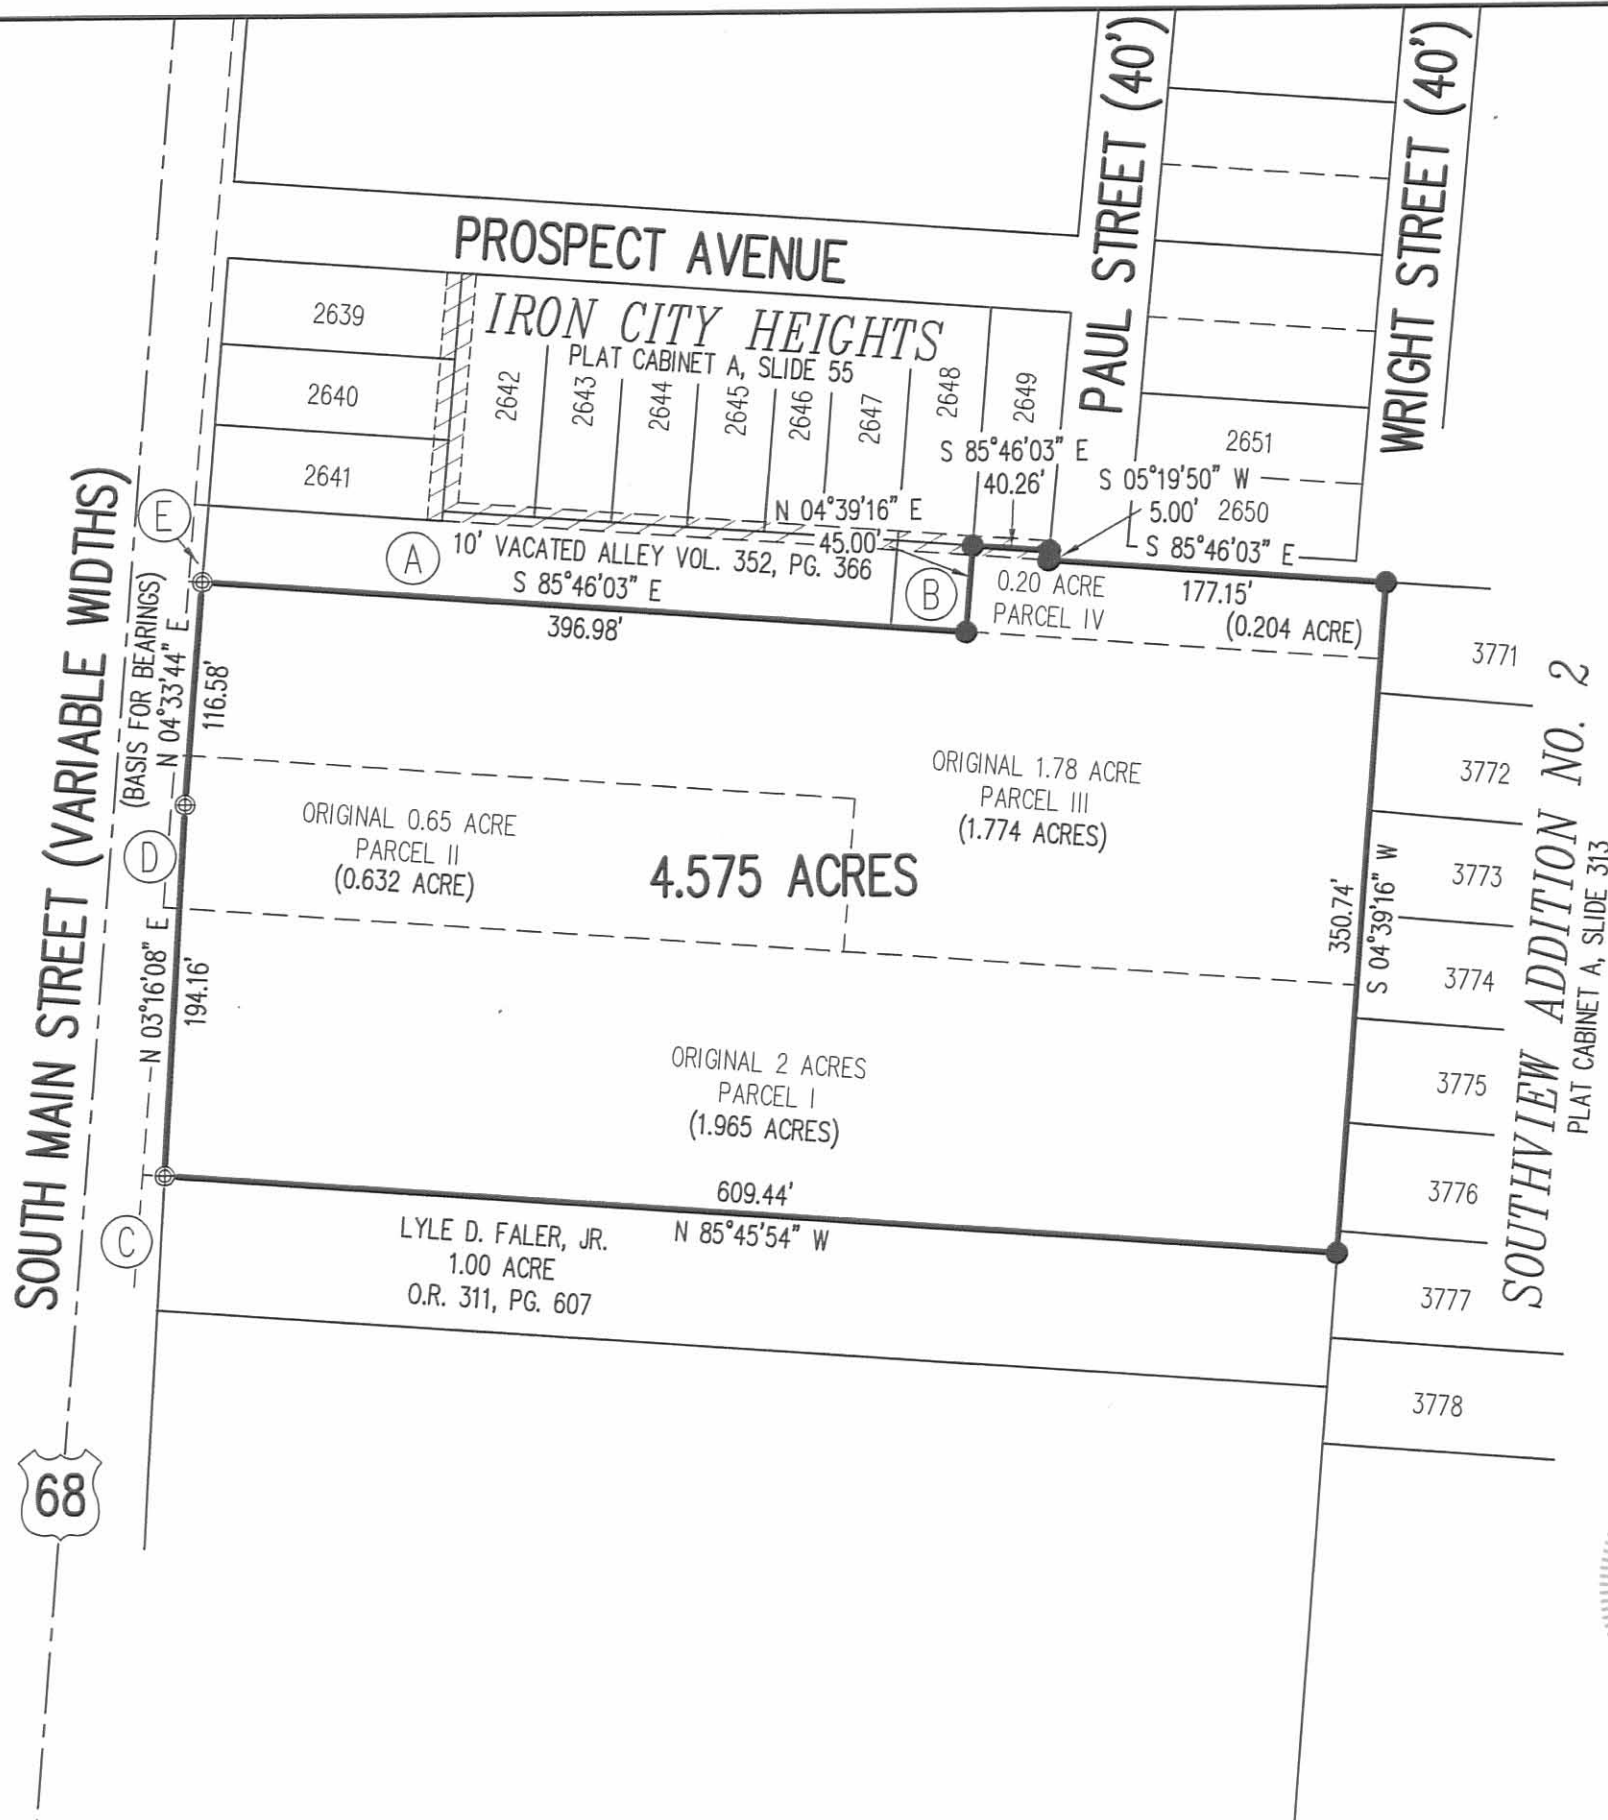 PAUL STREET (40')
WRIGHT STREET (40')
PROSPECT AVENUE
IRON CITY HEIGHTS
PLAT CABINET A, SLIDE 55
2639
2640
2641
2642
2643
2644
2645
2646
2647
2648
2649
S 85°46'03" E
40.26'
2651
S 05°19'50" W
5.00'
2650
S 85°46'03" E
177.15'
(0.204 ACRE)
N 04°39'16" E
45.00'
E
A
10' VACATED ALLEY VOL. 352, PG. 366
B
0.20 ACRE
PARCEL IV
S 85°46'03" E
396.98'
SOUTH MAIN STREET (VARIABLE WIDTHS)
(BASIS FOR BEARINGS)
N 04°33'44" E
116.58'
D
N 03°16'08" E
194.16'
C
ORIGINAL 0.65 ACRE
PARCEL II
(0.632 ACRE)
4.575 ACRES
ORIGINAL 1.78 ACRE
PARCEL III
(1.774 ACRES)
ORIGINAL 2 ACRES
PARCEL I
(1.965 ACRES)
350.74'
S 04°39'16" W
3771
3772
3773
3774
3775
3776
3777
3778
SOUTHVIEW ADDITION NO. 2
PLAT CABINET A, SLIDE 313
609.44'
N 85°45'54" W
LYLE D. FALER, JR.
1.00 ACRE
O.R. 311, PG. 607
68